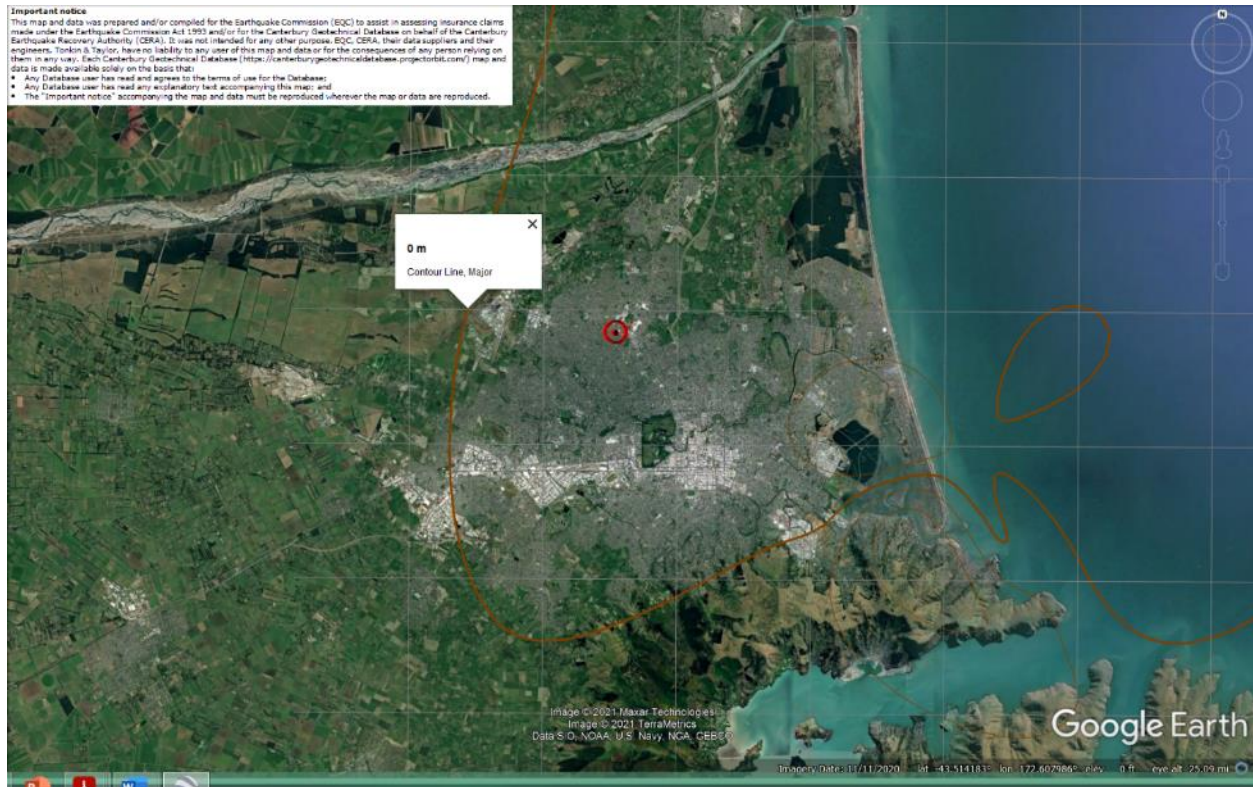 Important notice
This map and data was prepared and/or compiled for the Earthquake Commission (EQC) to assist in assessing insurance claims
made under the Earthquake Commission Act 1993 and/or for the Canterbury Geotechnical Database on behalf of the Canterbury
Earthquake Recovery Authority (CERA). It was not intended for any other purpose. EQC, CERA, their data suppliers and their
engineers, Tonkin & Taylor, have no liability to any user of this map and data or for the consequences of any person relying on
them in any way. Each Canterbury Geotechnical Database (https://canterburygeotechnicaldatabase.projectorbit.com/) map and
data is made available solely on the basis that:
• Any Database user has read and agrees to the terms of use for the Database;
• Any Database user has read any explanatory text accompanying this map; and
• The "Important notice" accompanying the map and data must be reproduced wherever the map or data are reproduced.
N
0 m
Contour Line, Major
Image © 2021 Maxar Technologies
Image © 2021 TerraMetrics
Data SIO, NOAA, U.S. Navy, NGA, GEBCO
Google Earth
Imagery Date: 11/11/2020 lat -43.514183° lon 172.607986° elev 0 ft eye alt 25.09 mi